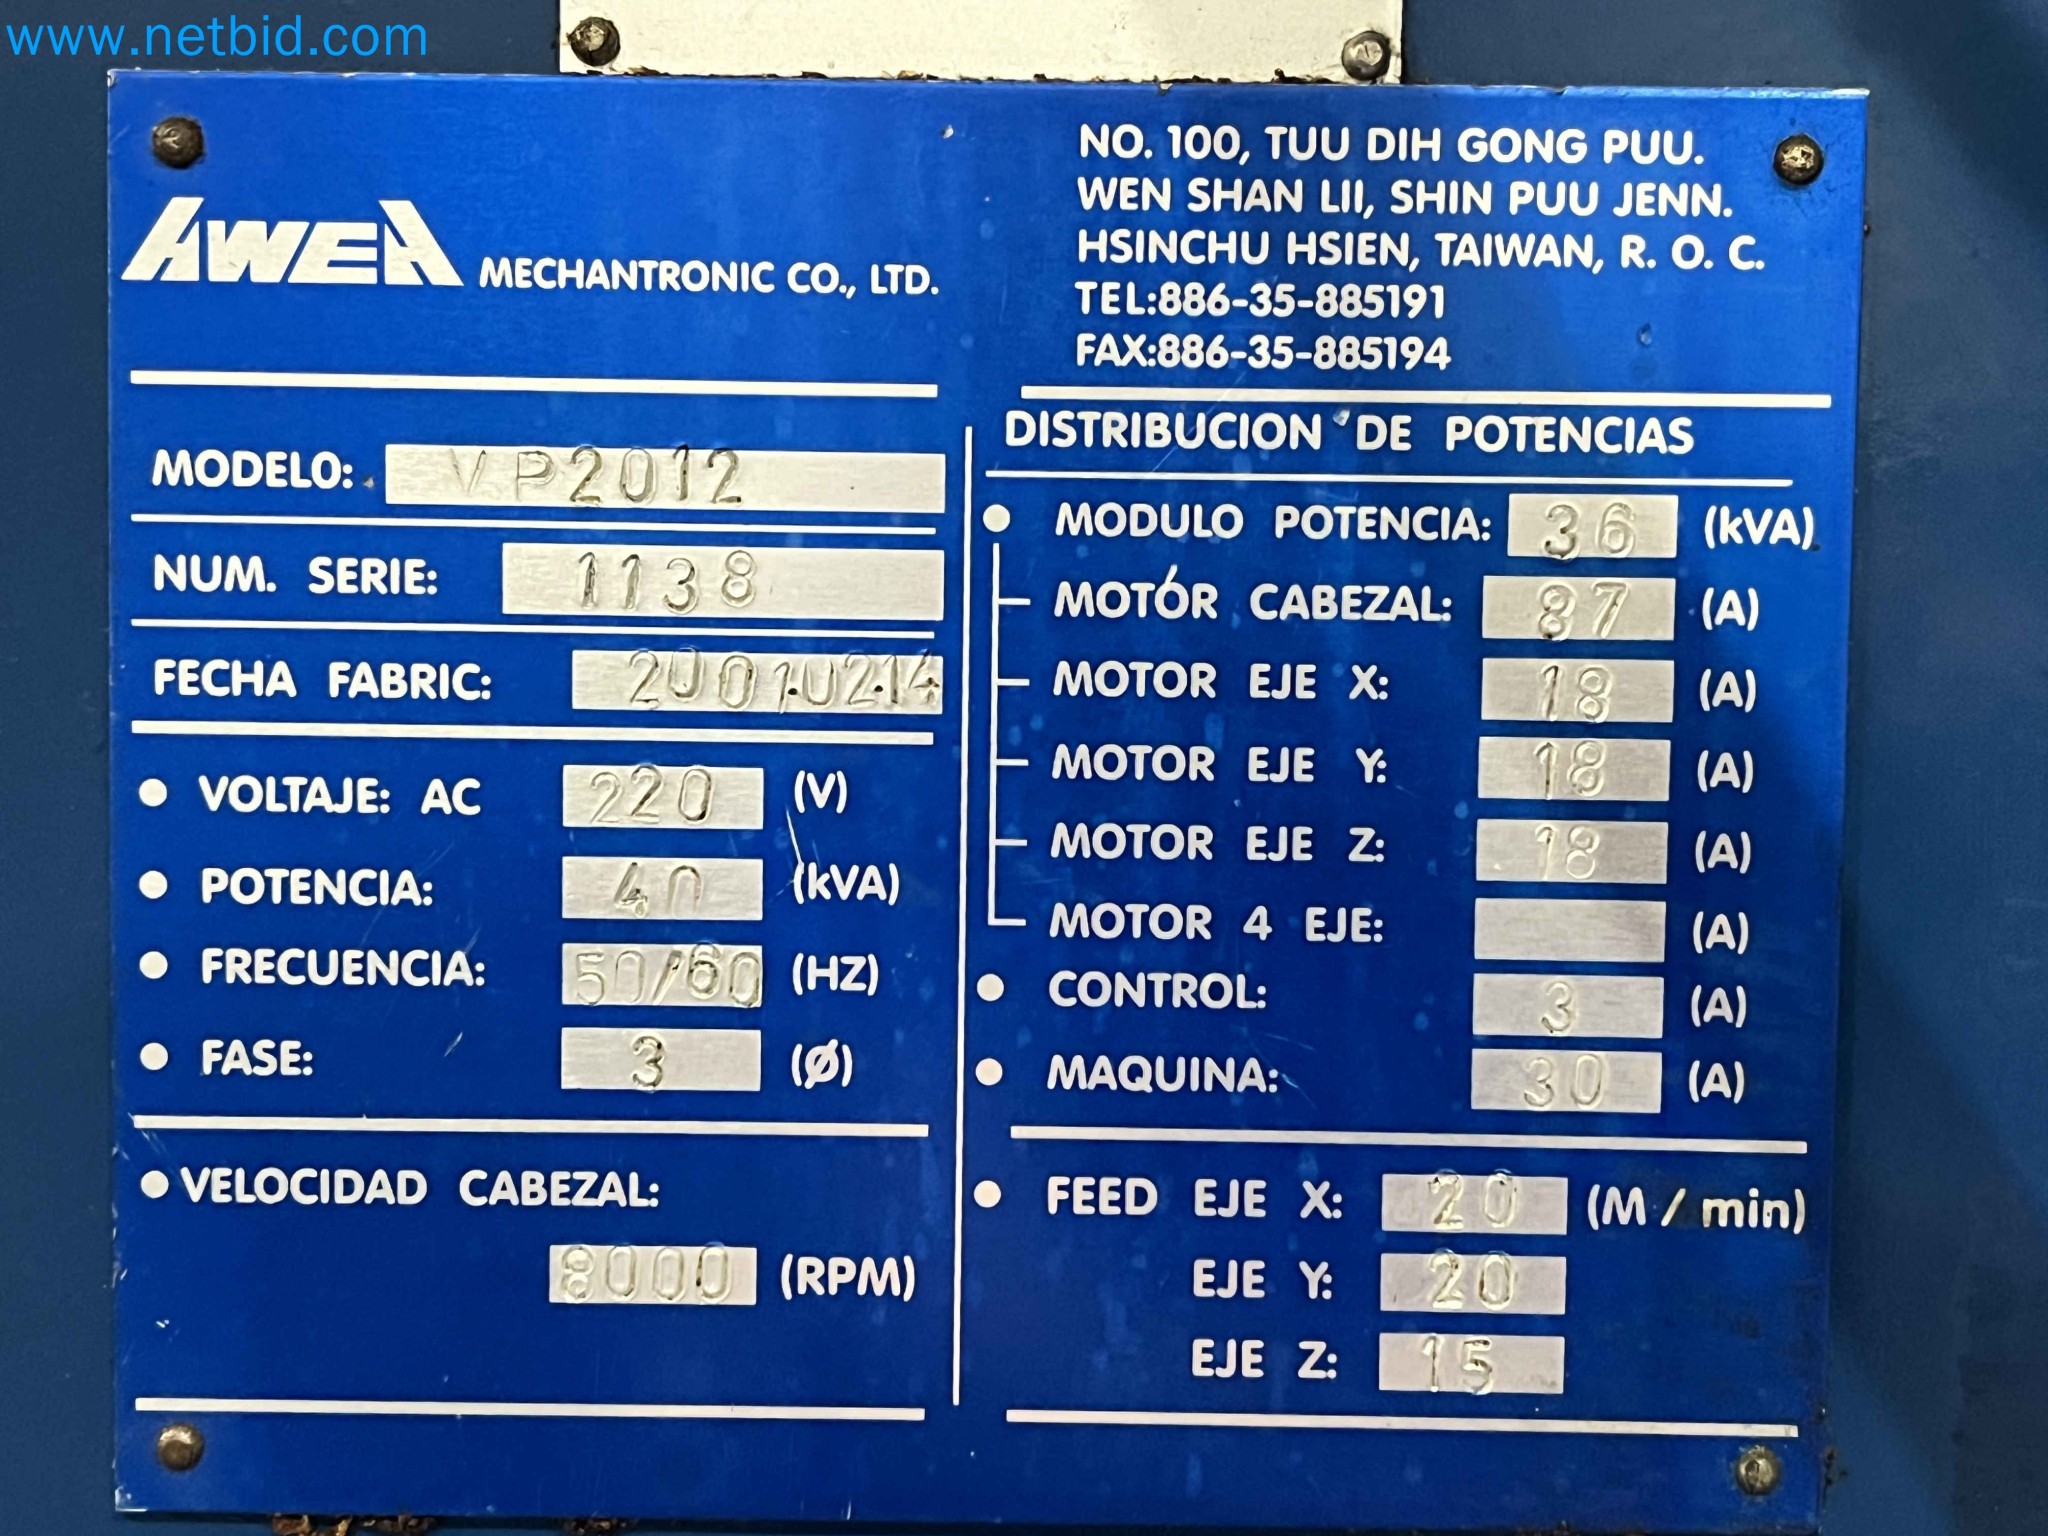 www.netbid.com
AWEA MECHANTRONIC CO., LTD.
NO. 100, TUU DIH GONG PUU.
WEN SHAN LII, SHIN PUU JENN.
HSINCHU HSIEN, TAIWAN, R. O. C.
TEL:886-35-885191
FAX:886-35-885194
MODELO: VP2012
NUM. SERIE: 1138
FECHA FABRIC: 2001.02.14
VOLTAJE: AC 220 (V)
POTENCIA: 40 (kVA)
FRECUENCIA: 50/60 (HZ)
FASE: 3 (Ø)
VELOCIDAD CABEZAL:
8000 (RPM)
DISTRIBUCION DE POTENCIAS
MODULO POTENCIA: 36 (kVA)
MOTÓR CABEZAL: 87 (A)
MOTOR EJE X: 18 (A)
MOTOR EJE Y: 18 (A)
MOTOR EJE Z: 18 (A)
MOTOR 4 EJE: (A)
CONTROL: 3 (A)
MAQUINA: 30 (A)
FEED EJE X: 20 (M / min)
EJE Y: 20
EJE Z: 15